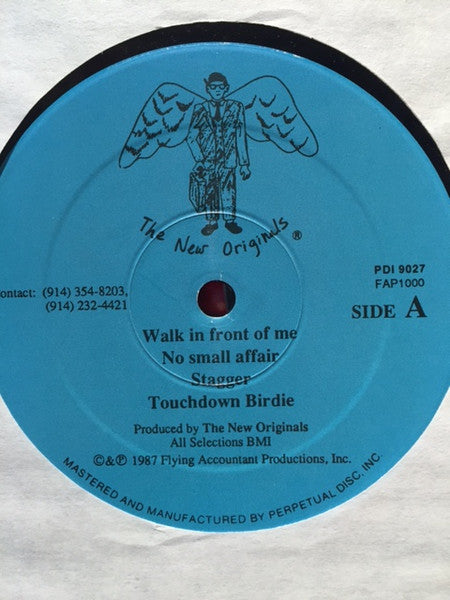 The New Originals ®
PDI 9027
FAP1000
SIDE A
ontact: (914) 354-8203,
(914) 232-4421
Walk in front of me
No small affair
Stagger
Touchdown Birdie
Produced by The New Originals
All Selections BMI
©&℗ 1987 Flying Accountant Productions, Inc.
MASTERED AND MANUFACTURED BY PERPETUAL DISC, INC.